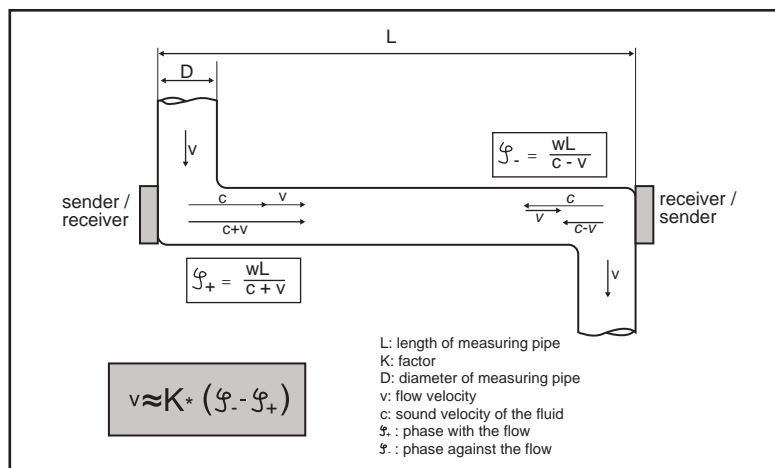 L
D
v
𝜑₋ = wL / c - v
sender /
receiver
c v
c+v
c
v
c-v
receiver /
sender
𝜑₊ = wL / c + v
v
v≈K* (𝜑₋ - 𝜑₊)
L: length of measuring pipe
K: factor
D: diameter of measuring pipe
v: flow velocity
c: sound velocity of the fluid
𝜑₊ : phase with the flow
𝜑₋ : phase against the flow